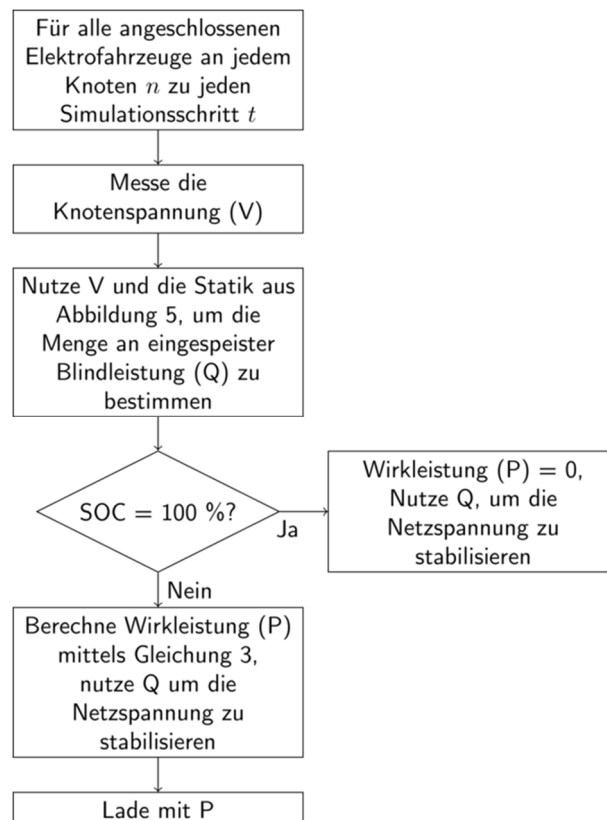 Für alle angeschlossenen
Elektrofahrzeuge an jedem
Knoten n zu jeden
Simulationsschritt t
Messe die
Knotenspannung (V)
Nutze V und die Statik aus
Abbildung 5, um die
Menge an eingespeister
Blindleistung (Q) zu
bestimmen
SOC = 100 %?
Ja
Wirkleistung (P) = 0,
Nutze Q, um die
Netzspannung zu
stabilisieren
Nein
Berechne Wirkleistung (P)
mittels Gleichung 3,
nutze Q um die
Netzspannung zu
stabilisieren
Lade mit P